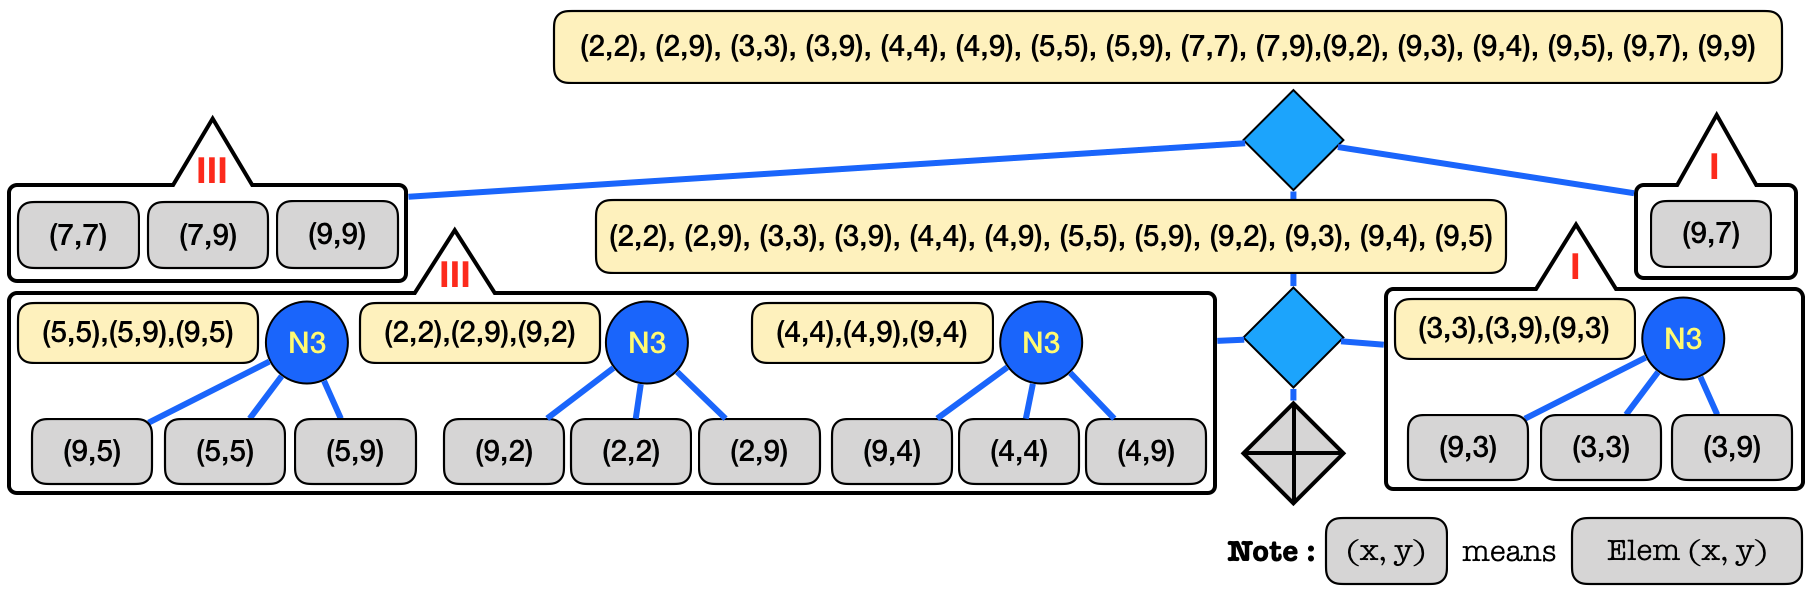 (2,2), (2,9), (3,3), (3,9), (4,4), (4,9), (5,5), (5,9), (7,7), (7,9),(9,2), (9,3), (9,4), (9,5), (9,7), (9,9)
III
I
(7,7) (7,9) (9,9)
(2,2), (2,9), (3,3), (3,9), (4,4), (4,9), (5,5), (5,9), (9,2), (9,3), (9,4), (9,5)
(9,7)
III
I
(5,5),(5,9),(9,5) N3 (2,2),(2,9),(9,2) N3 (4,4),(4,9),(9,4) N3 (3,3),(3,9),(9,3) N3
(9,5) (5,5) (5,9) (9,2) (2,2) (2,9) (9,4) (4,4) (4,9) (9,3) (3,3) (3,9)
Note : (x, y) means Elem (x, y)